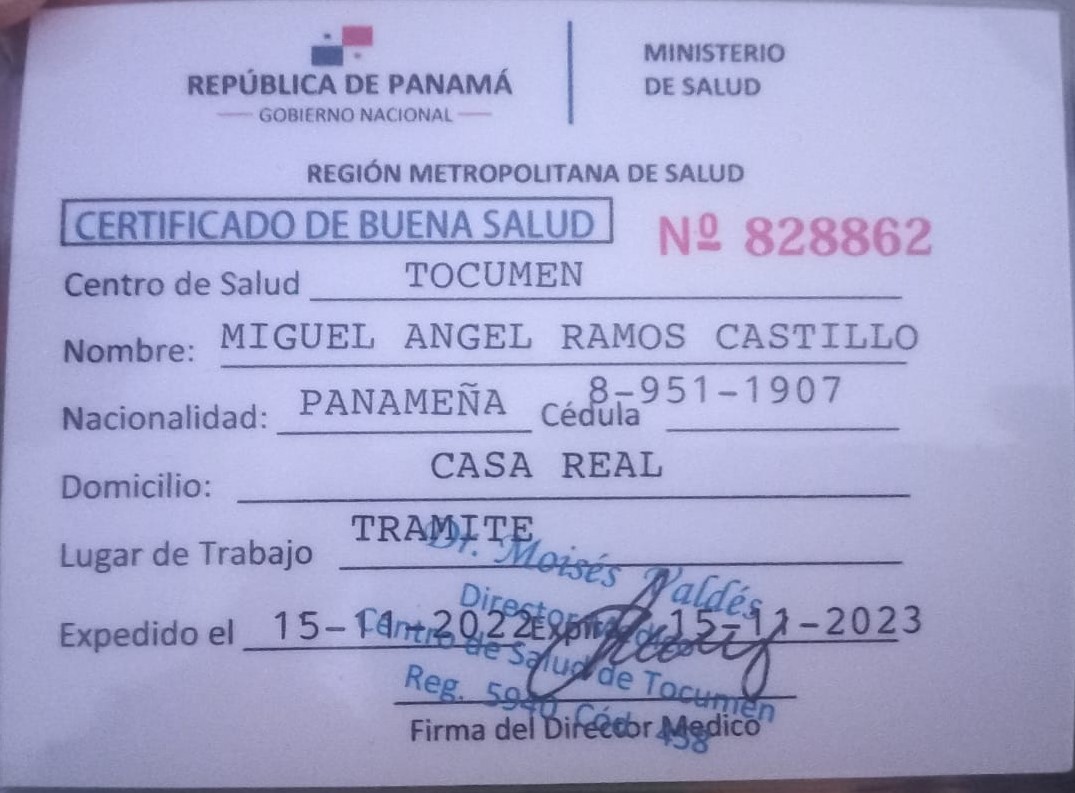 REPÚBLICA DE PANAMÁ
GOBIERNO NACIONAL
MINISTERIO
DE SALUD
REGIÓN METROPOLITANA DE SALUD
CERTIFICADO DE BUENA SALUD Nº 828862
Centro de Salud TOCUMEN
Nombre: MIGUEL ANGEL RAMOS CASTILLO
Nacionalidad: PANAMEÑA Cédula 8-951-1907
Domicilio: CASA REAL
Lugar de Trabajo TRAMITE
Dr. Moisés Valdés
Director
Expedido el 15-11-2022 Expira 15-11-2023
Centro de Salud de Tocumen
Reg. 5940 Cód. 458
Firma del Director Medico